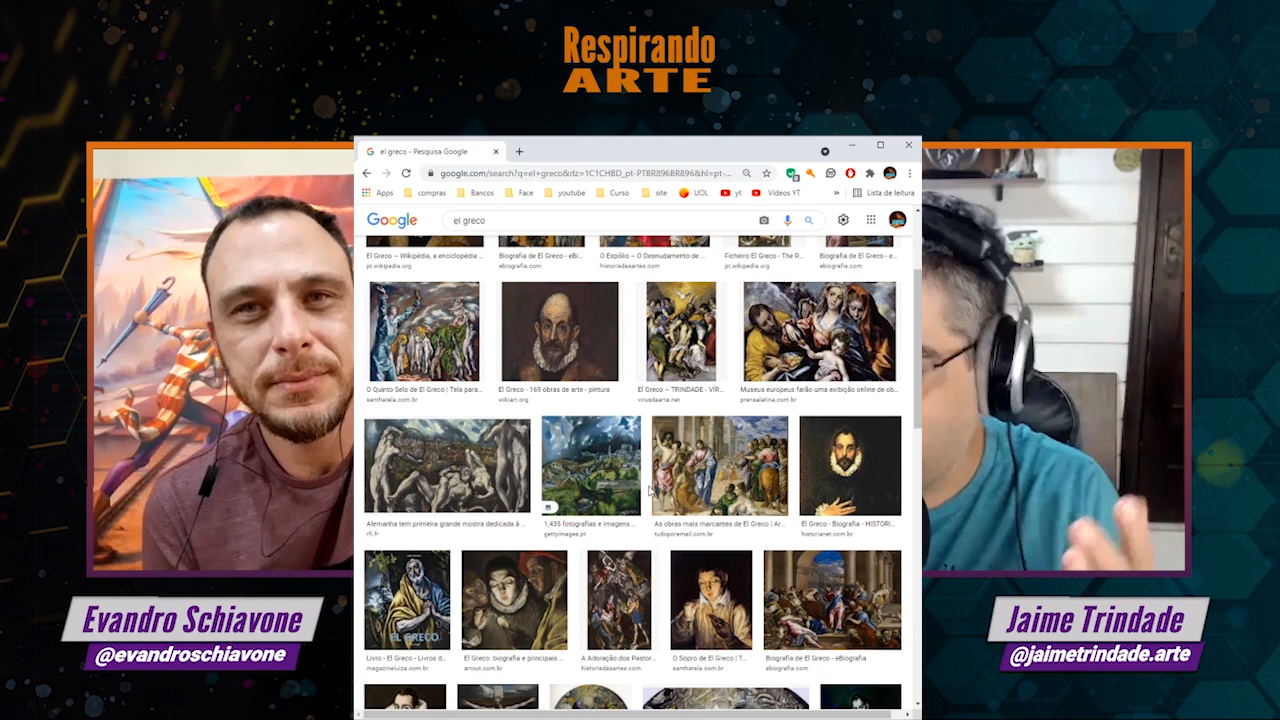 Respirando
ARTE
el greco - Pesquisa Google
google.com/search?q=el+greco&rlz=1C1CHBD_pt-PTBR896BR896&hl=pt-...
Apps compras Bancos Face youtube Curso site UOL yt Vídeos YT » Lista de leitura
Google el greco
El Greco – Wikipédia, a enciclopédia ... Biografia de El Greco - eBi... O Espólio – O Desnudamento de ... Ficheiro:El Greco - The R... Biografia de El Greco - e...
pt.wikipedia.org ebiografia.com historiadasartes.com pt.wikipedia.org ebiografia.com
O Quinto Selo de El Greco | Tela para... El Greco - 169 obras de arte - pintura El Greco – TRINDADE - VÍR... Museus europeus farão uma exibição online de ob...
santhatela.com.br wikiart.org virusdaarte.net prensalatina.com.br
Alemanha tem primeira grande mostra dedicada à ... 1,435 fotografias e imagens ... As obras mais marcantes de El Greco | Ar... El Greco - Biografia - HISTORI...
rfi.fr gettyimages.pt tudoporemail.com.br historianet.com.br
EL GRECO
Livro - El Greco - Livros d... El Greco: biografia e principais ... A Adoração dos Pastor... O Sopro de El Greco | T... Biografia de El Greco - eBiografia
magazineluiza.com.br artout.com.br historiadasartes.com santhatela.com.br ebiografia.com
Evandro Schiavone
@evandroschiavone
Jaime Trindade
@jaimetrindade.arte